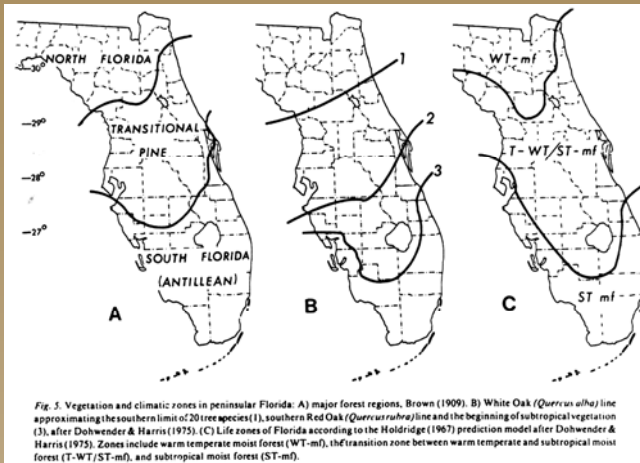 NORTH FLORIDA
—30°
TRANSITIONAL
PINE
—29°
—28°
—27°
SOUTH FLORIDA
(ANTILLEAN)
A
1
2
3
B
WT-mf
T-WT/ST-mf
ST mf
C
Fig. 5. Vegetation and climatic zones in peninsular Florida: A) major forest regions, Brown (1909). B) White Oak (Quercus alba) line
approximating the southern limit of 20 tree species (1), southern Red Oak (Quercus rubra) line and the beginning of subtropical vegetation
(3), after Dohwender & Harris (1975). (C) Life zones of Florida according to the Holdridge (1967) prediction model after Dohwender &
Harris (1975). Zones include warm temperate moist forest (WT-mf), the transition zone between warm temperate and subtropical moist
forest (T-WT/ST-mf), and subtropical moist forest (ST-mf).